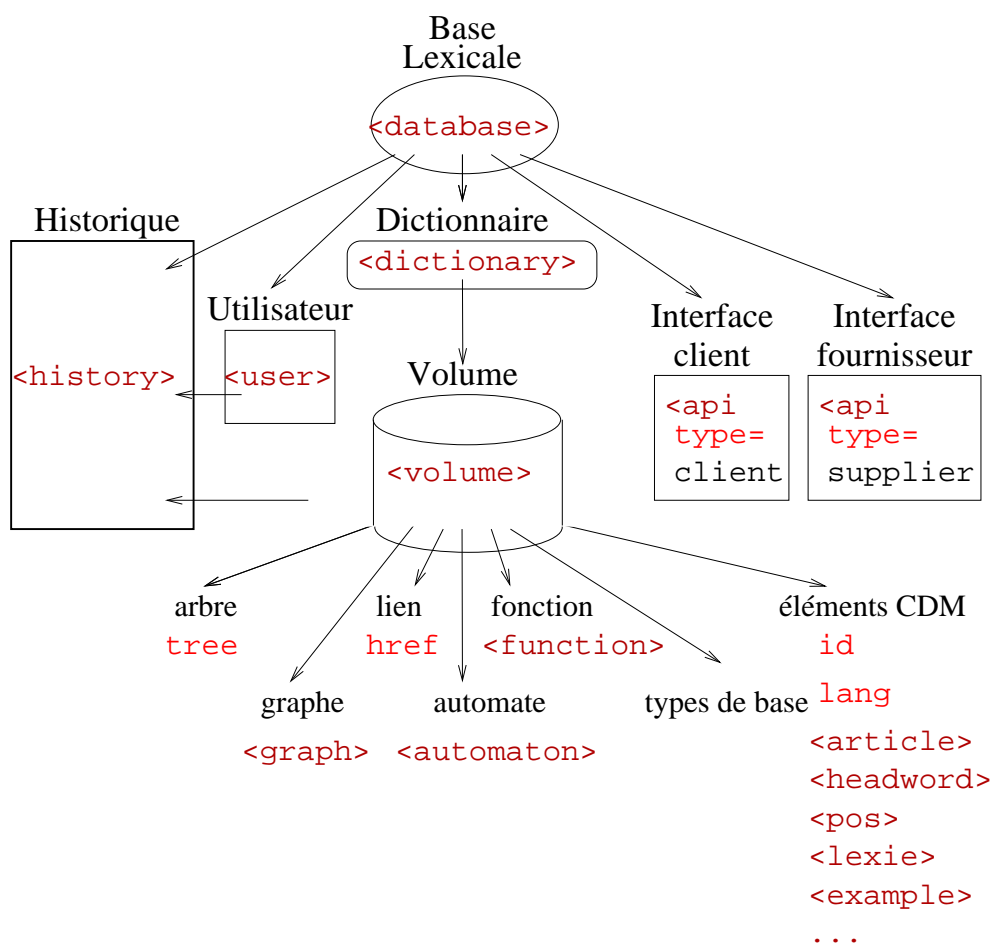 Base
Lexicale
<database>
Historique
<history>
Utilisateur
<user>
Dictionnaire
<dictionary>
Volume
<volume>
Interface
client
<api
type=
client
Interface
fournisseur
<api
type=
supplier
arbre
tree
lien
href
fonction
<function>
éléments CDM
id
lang
<article>
<headword>
<pos>
<lexie>
<example>
...
graphe
<graph>
automate
<automaton>
types de base